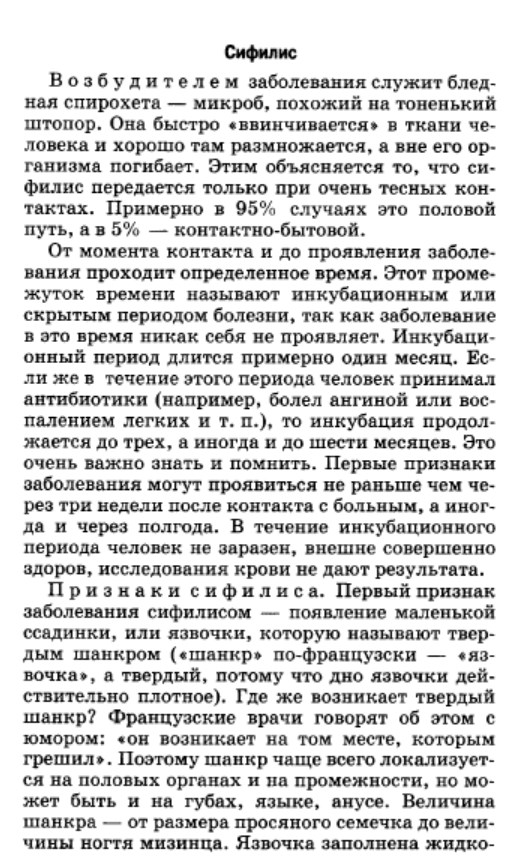 Сифилис
Возбудителем заболевания служит блед-
ная спирохета — микроб, похожий на тоненький
штопор. Она быстро «ввинчивается» в ткани че-
ловека и хорошо там размножается, а вне его ор-
ганизма погибает. Этим объясняется то, что си-
филис передается только при очень тесных кон-
тактах. Примерно в 95% случаях это половой
путь, а в 5% — контактно-бытовой.
От момента контакта и до проявления заболе-
вания проходит определенное время. Этот проме-
жуток времени называют инкубационным или
скрытым периодом болезни, так как заболевание
в это время никак себя не проявляет. Инкубаци-
онный период длится примерно один месяц. Ес-
ли же в течение этого периода человек принимал
антибиотики (например, болел ангиной или вос-
палением легких и т. п.), то инкубация продол-
жается до трех, а иногда и до шести месяцев. Это
очень важно знать и помнить. Первые признаки
заболевания могут проявиться не раньше чем че-
рез три недели после контакта с больным, а иног-
да и через полгода. В течение инкубационного
периода человек не заразен, внешне совершенно
здоров, исследования крови не дают результата.
Признаки сифилиса. Первый признак
заболевания сифилисом — появление маленькой
ссадинки, или язвочки, которую называют твер-
дым шанкром («шанкр» по-французски — «яз-
вочка», а твердый, потому что дно язвочки дей-
ствительно плотное). Где же возникает твердый
шанкр? Французские врачи говорят об этом с
юмором: «он возникает на том месте, которым
грешил». Поэтому шанкр чаще всего локализует-
ся на половых органах и на промежности, но мо-
жет быть и на губах, языке, анусе. Величина
шанкра — от размера просяного семечка до вели-
чины ногтя мизинца. Язвочка заполнена жидко-